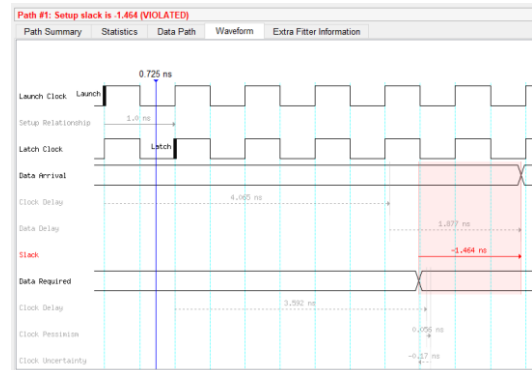 Path #1: Setup slack is -1.464 (VIOLATED)
Path Summary Statistics Data Path Waveform Extra Fitter Information
0.725 ns
Launch Clock Launch
Setup Relationship 1.0 ns
Latch Clock Latch
Data Arrival
Clock Delay 4.065 ns
Data Delay 1.877 ns
Slack -1.464 ns
Data Required
Clock Delay 3.592 ns
Clock Pessimism 0.056 ns
Clock Uncertainty -0.17 ns